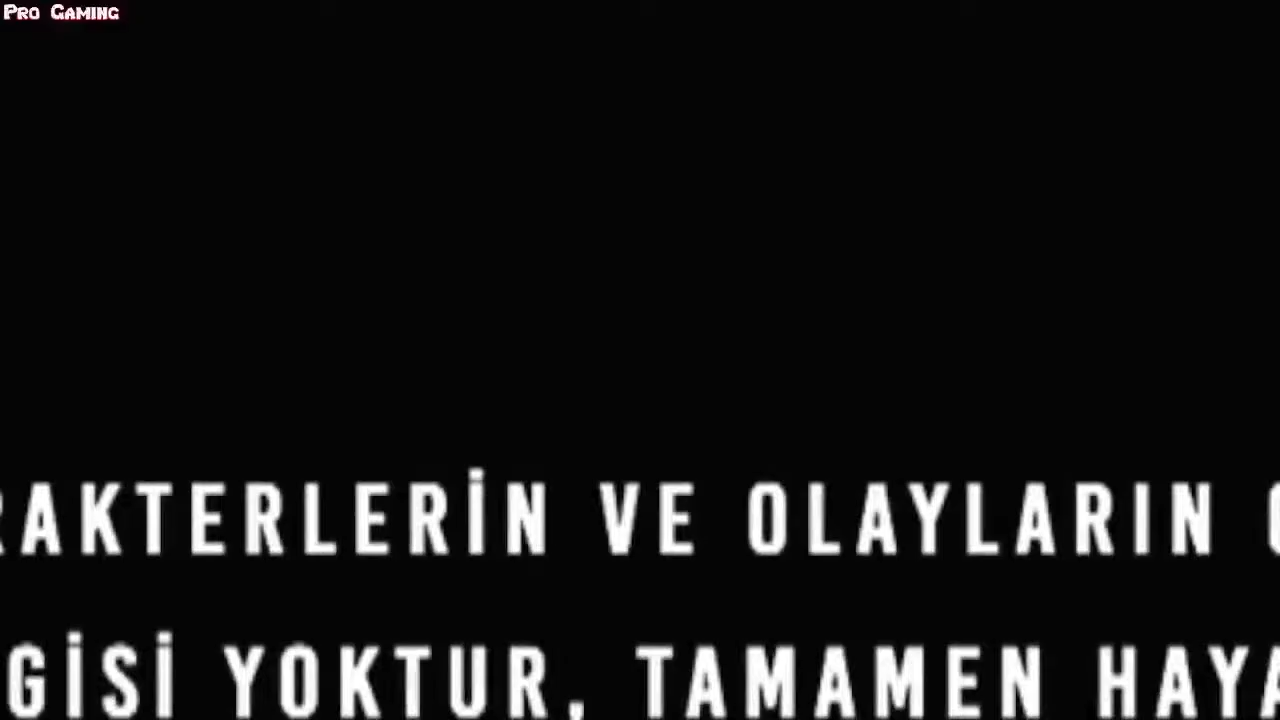 Pro Gaming
RAKTERLERİN VE OLAYLARIN
GİSİ YOKTUR, TAMAMEN HAYA